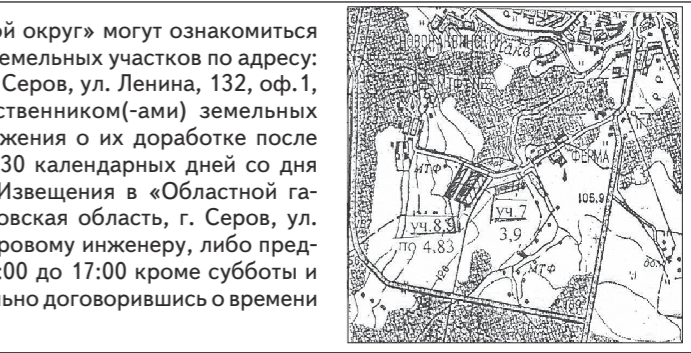 ой округ» могут ознакомиться
емельных участков по адресу:
Серов, ул. Ленина, 132, оф.1,
ственником(-ами) земельных
жения о их доработке после
30 календарных дней со дня
Извещения в «Областной га-
овская область, г. Серов, ул.
ровому инженеру, либо пред-
:00 до 17:00 кроме субботы и
льно договорившись о времени
МТФ
ФЕРМА
105.9
уч.8,9
по 4.83
уч.7
3,9
МТФ